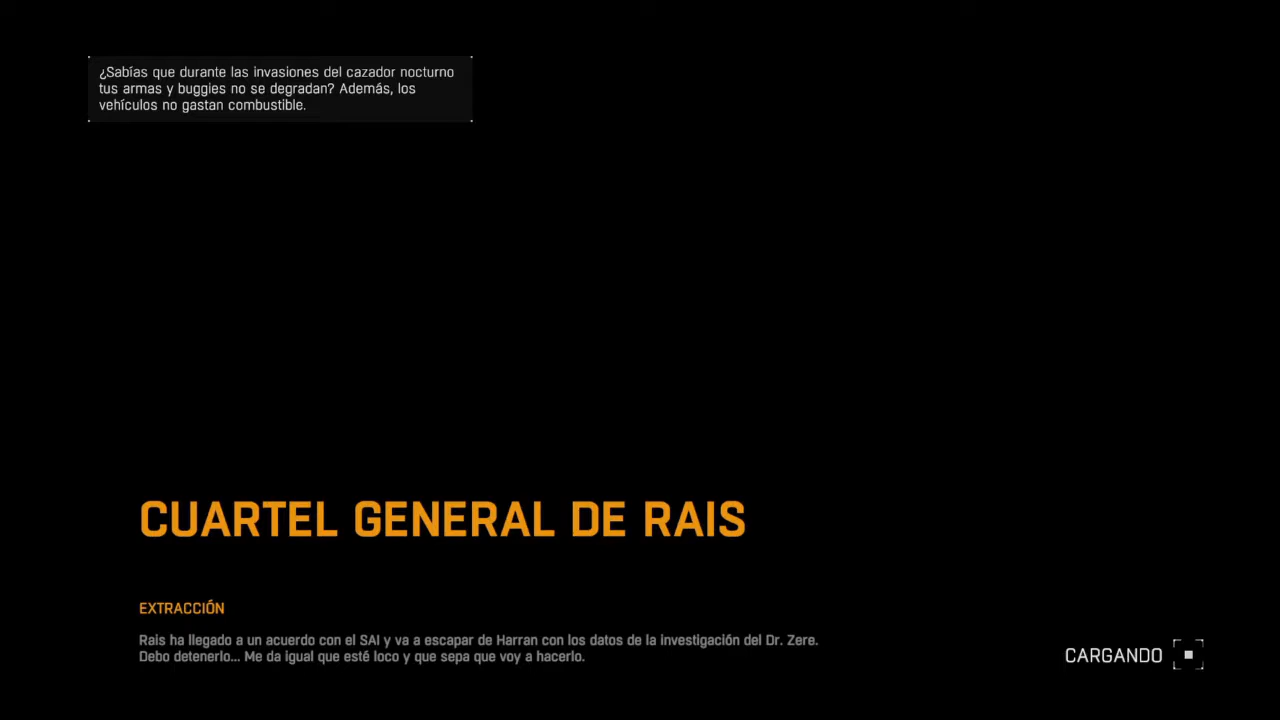 ¿Sabías que durante las invasiones del cazador nocturno
tus armas y buggies no se degradan? Además, los
vehículos no gastan combustible.
CUARTEL GENERAL DE RAIS
EXTRACCIÓN
Rais ha llegado a un acuerdo con el SAI y va a escapar de Harran con los datos de la investigación del Dr. Zere.
Debo detenerlo... Me da igual que esté loco y que sepa que voy a hacerlo.
CARGANDO